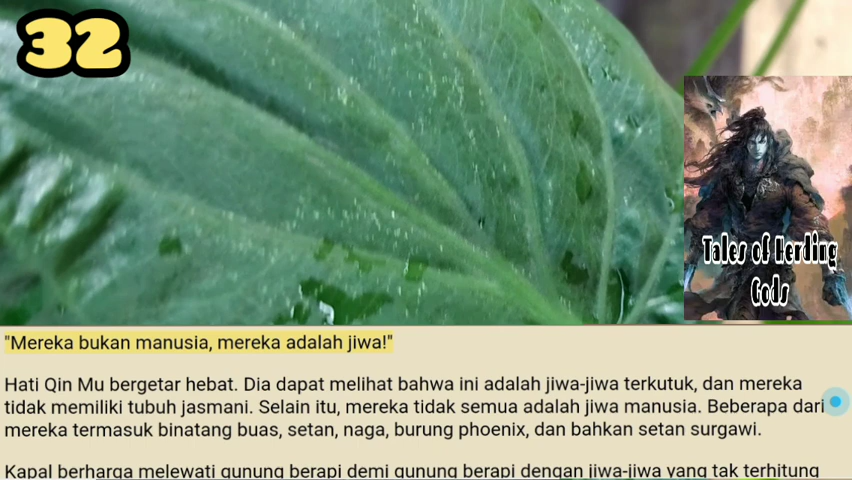 32
Tales of Herding
Gods
"Mereka bukan manusia, mereka adalah jiwa!"
Hati Qin Mu bergetar hebat. Dia dapat melihat bahwa ini adalah jiwa-jiwa terkutuk, dan mereka
tidak memiliki tubuh jasmani. Selain itu, mereka tidak semua adalah jiwa manusia. Beberapa dari
mereka termasuk binatang buas, setan, naga, burung phoenix, dan bahkan setan surgawi.
Kapal berharga melewati gunung berapi demi gunung berapi dengan jiwa-jiwa yang tak terhitung